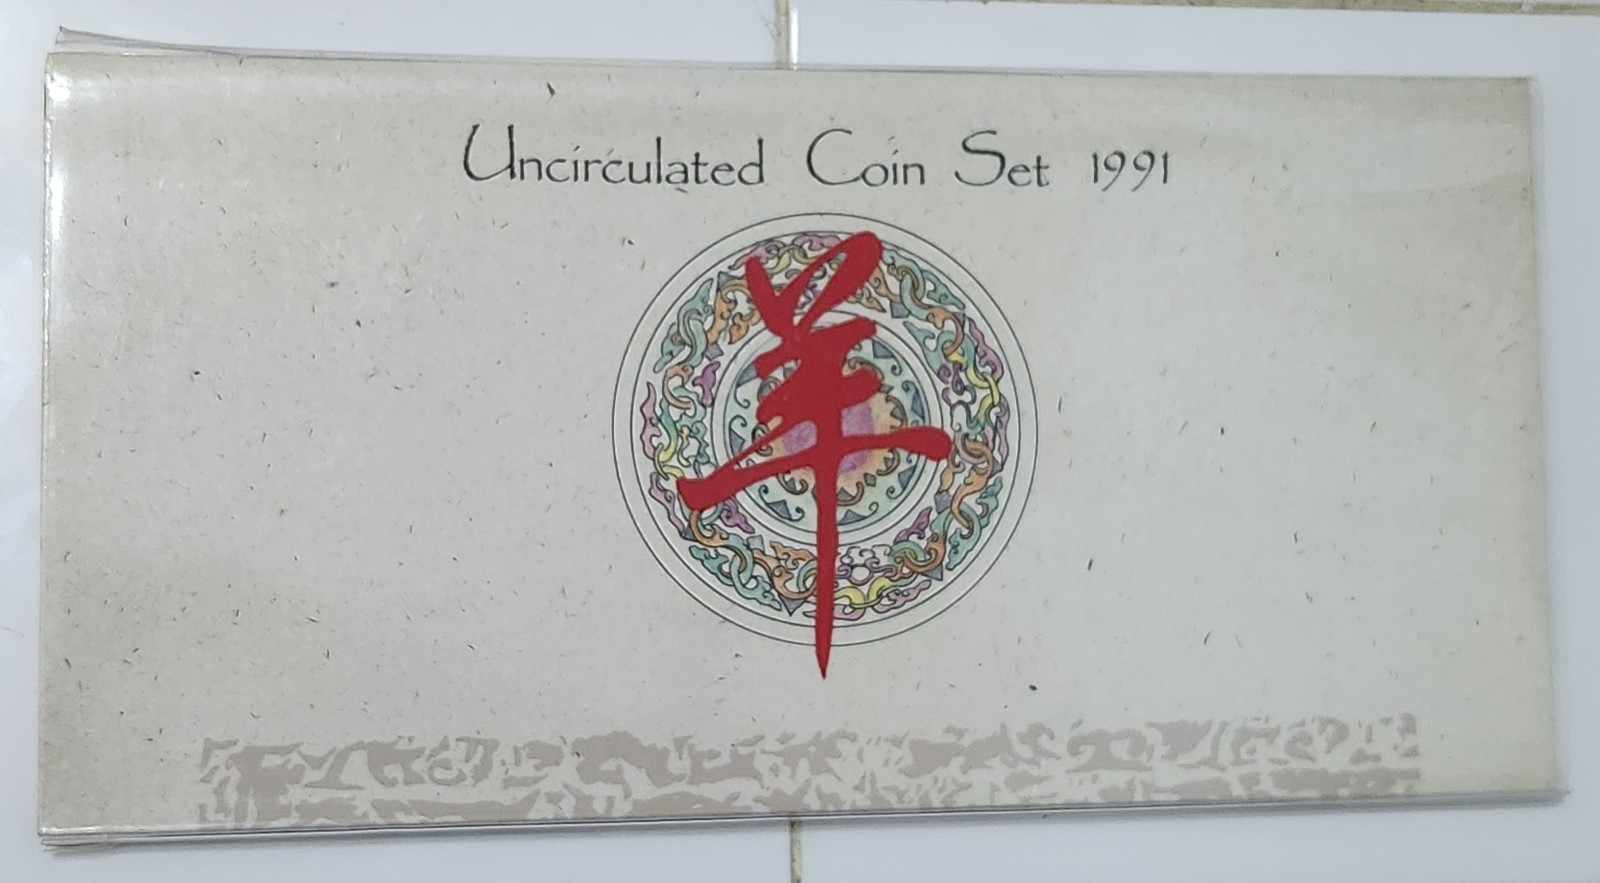 Uncirculated Coin Set 1991
羊